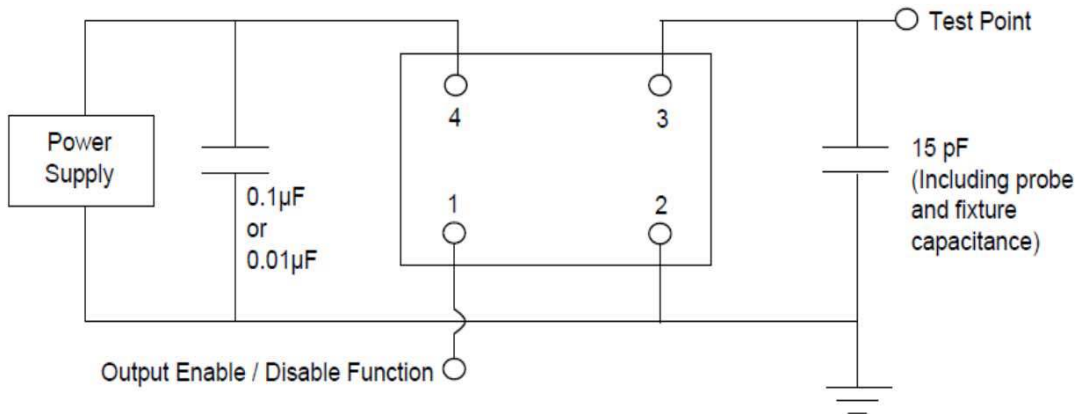 Test Point
4
3
Power
Supply
15 pF
(Including probe
and fixture
capacitance)
0.1µF
or
0.01µF
1
2
Output Enable / Disable Function